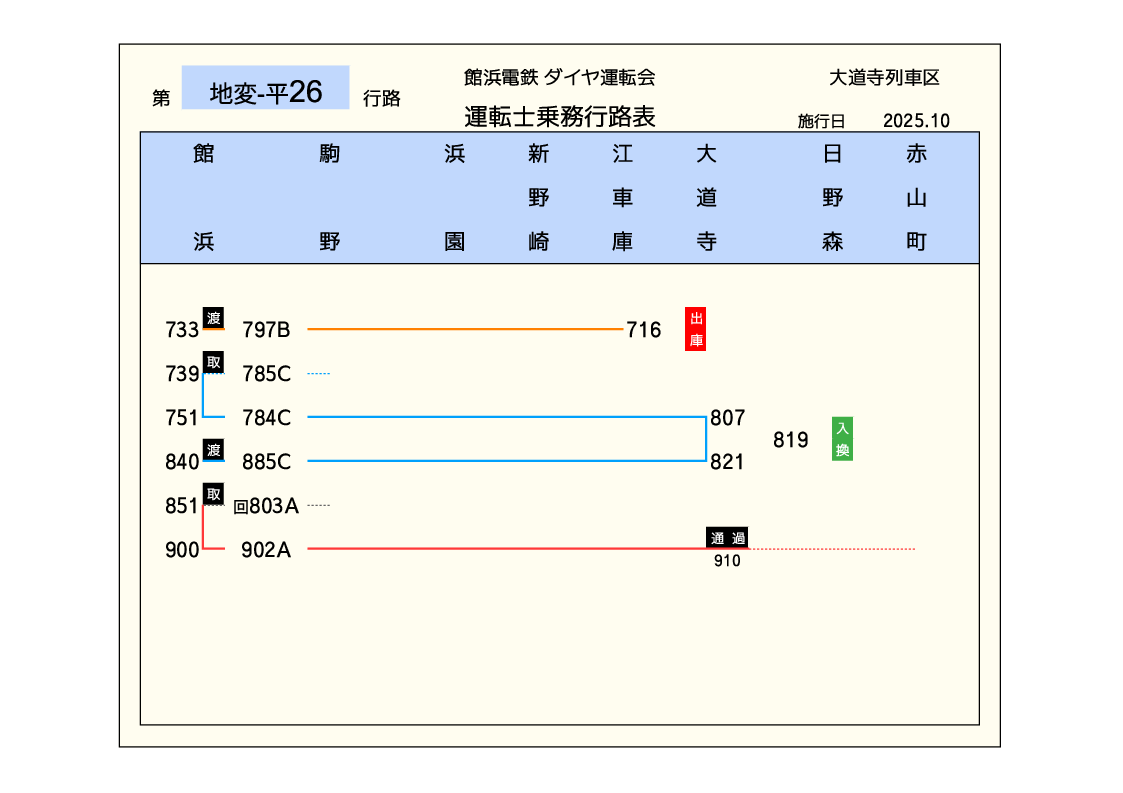 第 地変-平26 行路
館浜電鉄 ダイヤ運転会
運転士乗務行路表
大道寺列車区
施行日 2025.10
館浜 駒野 浜園 新野崎 江車庫 大道寺 日野森 赤山町
733 渡 797B 716 出庫
739 取 785C
751 784C 807
819 入換
840 渡 885C 821
851 取 回803A
900 902A 通過
910